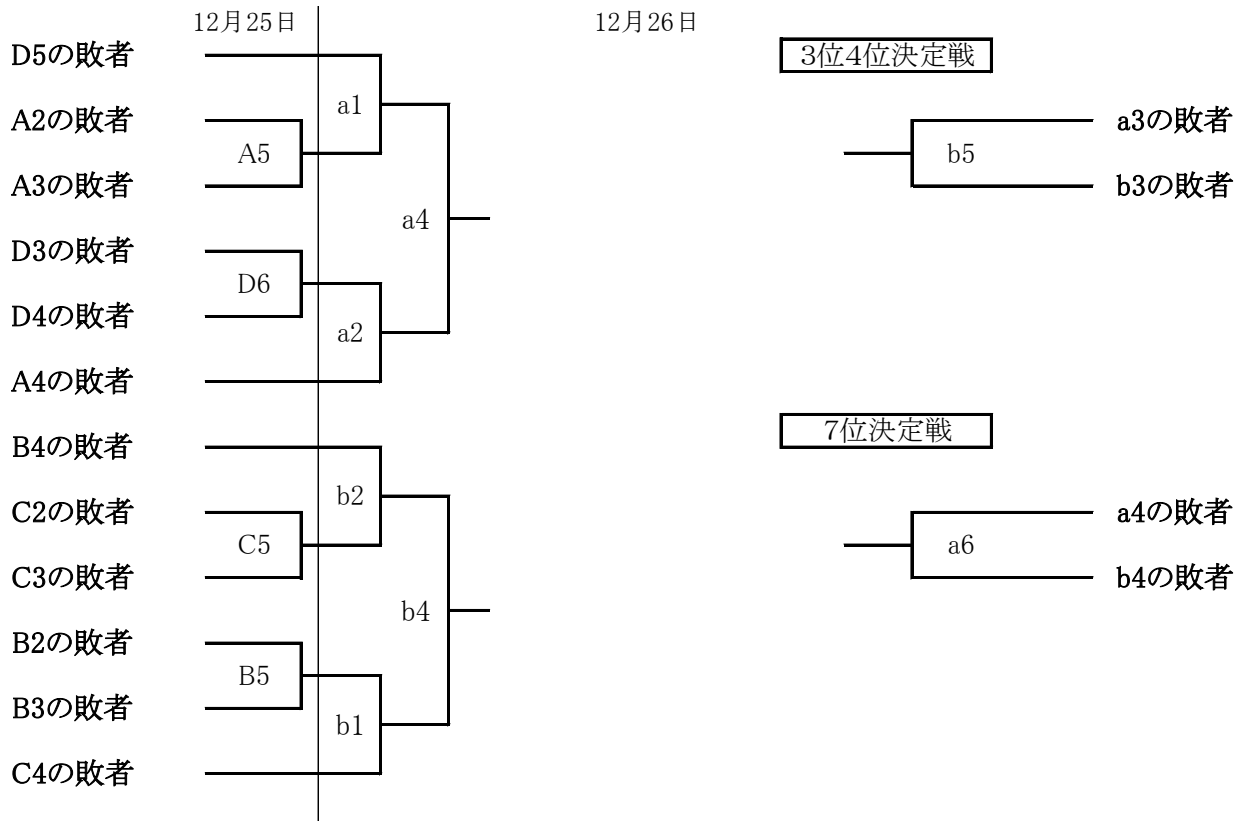 12月25日
12月26日
D5の敗者
3位4位決定戦
a1
A2の敗者
a3の敗者
A5
b5
A3の敗者
b3の敗者
a4
D3の敗者
D6
D4の敗者
a2
A4の敗者
B4の敗者
7位決定戦
b2
C2の敗者
a4の敗者
C5
a6
C3の敗者
b4の敗者
b4
B2の敗者
B5
B3の敗者
b1
C4の敗者